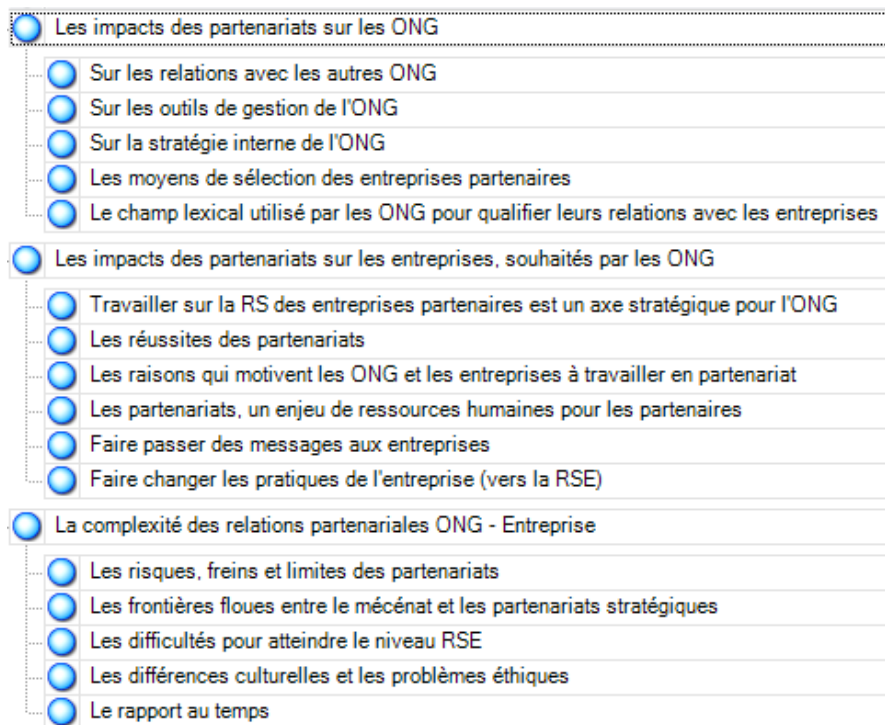 Les impacts des partenariats sur les ONG
Sur les relations avec les autres ONG
Sur les outils de gestion de l'ONG
Sur la stratégie interne de l'ONG
Les moyens de sélection des entreprises partenaires
Le champ lexical utilisé par les ONG pour qualifier leurs relations avec les entreprises
Les impacts des partenariats sur les entreprises, souhaités par les ONG
Travailler sur la RS des entreprises partenaires est un axe stratégique pour l'ONG
Les réussites des partenariats
Les raisons qui motivent les ONG et les entreprises à travailler en partenariat
Les partenariats, un enjeu de ressources humaines pour les partenaires
Faire passer des messages aux entreprises
Faire changer les pratiques de l'entreprise (vers la RSE)
La complexité des relations partenariales ONG - Entreprise
Les risques, freins et limites des partenariats
Les frontières floues entre le mécénat et les partenariats stratégiques
Les difficultés pour atteindre le niveau RSE
Les différences culturelles et les problèmes éthiques
Le rapport au temps